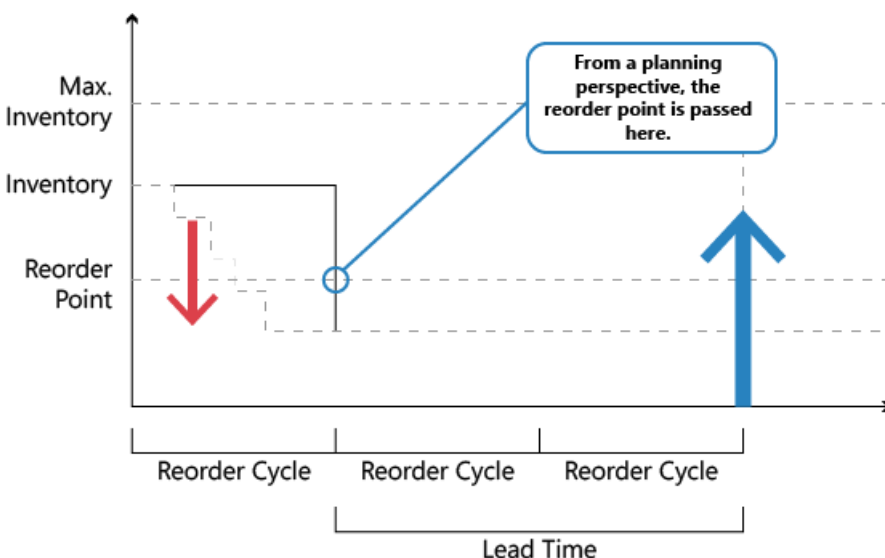 Max.
Inventory
Inventory
Reorder
Point
From a planning
perspective, the
reorder point is passed
here.
Reorder Cycle
Reorder Cycle
Reorder Cycle
Lead Time